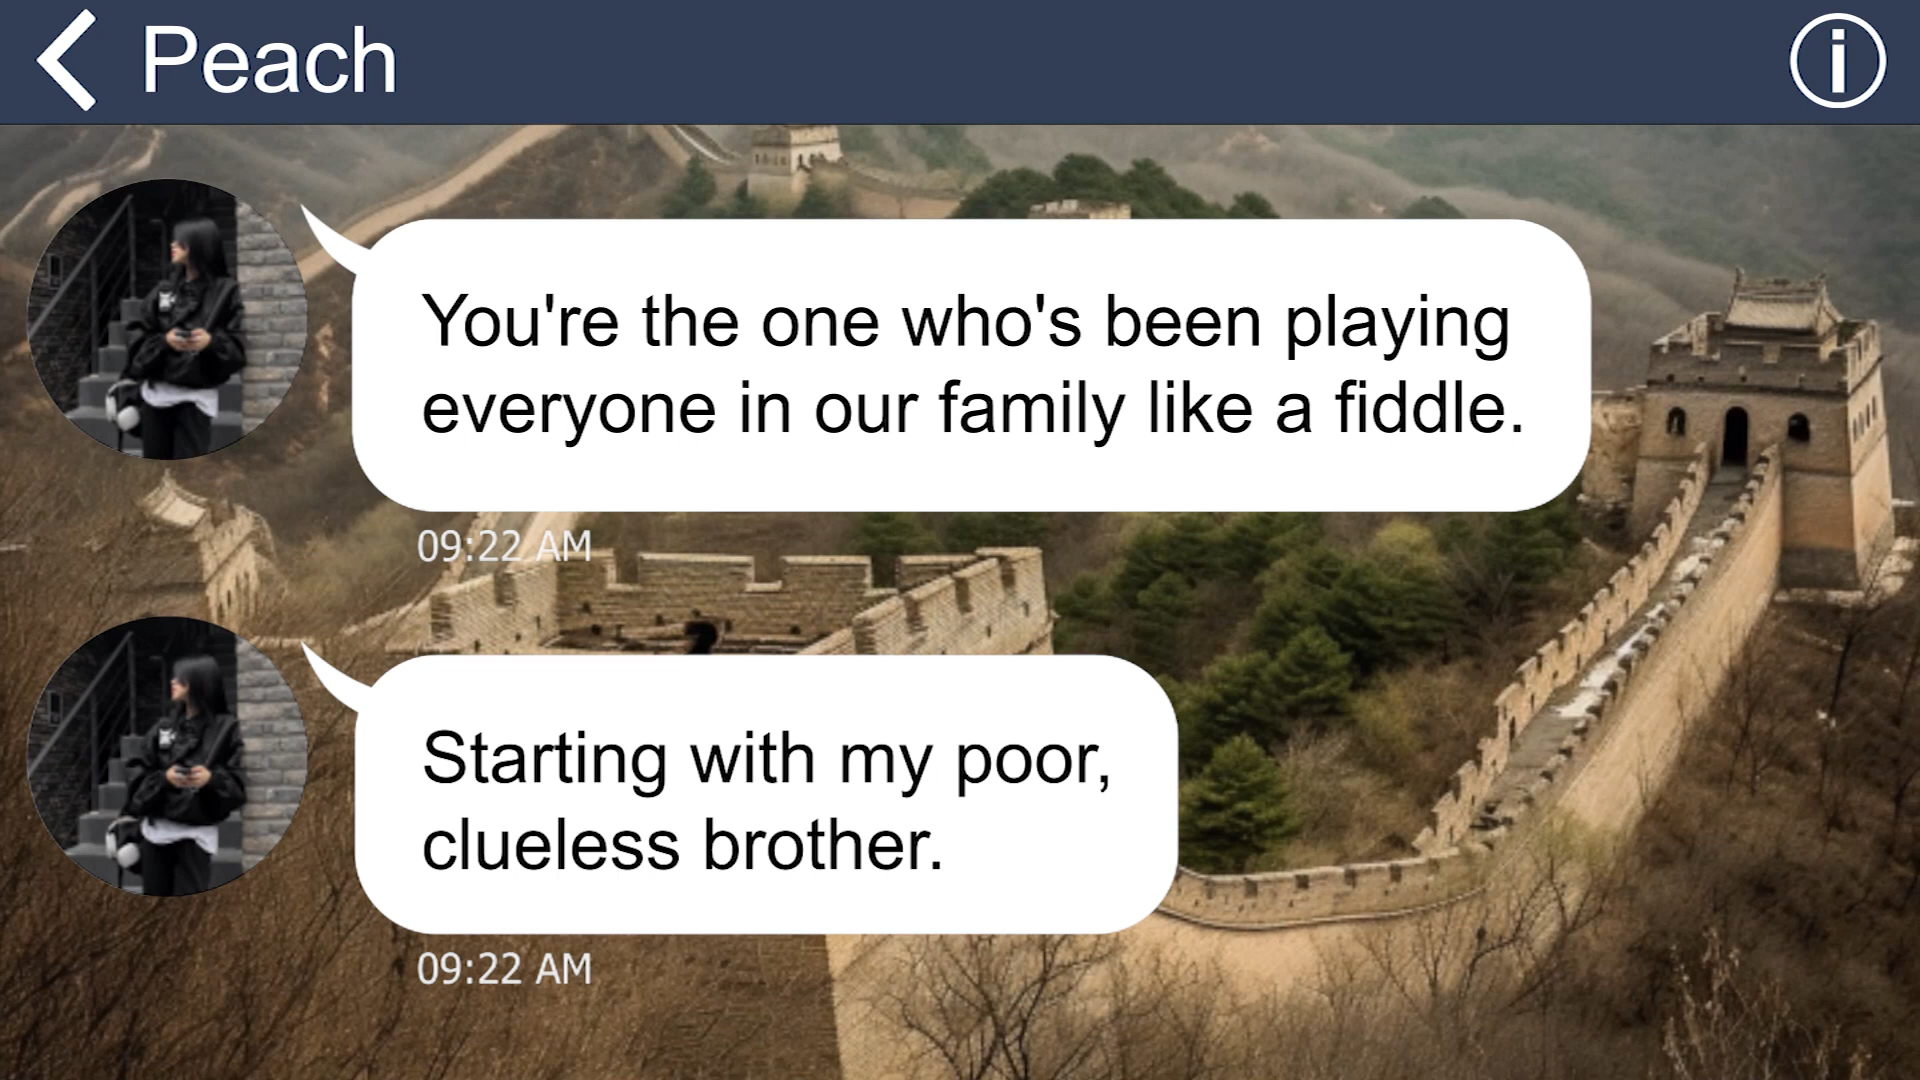 Peach
You're the one who's been playing
everyone in our family like a fiddle.
09:22 AM
Starting with my poor,
clueless brother.
09:22 AM